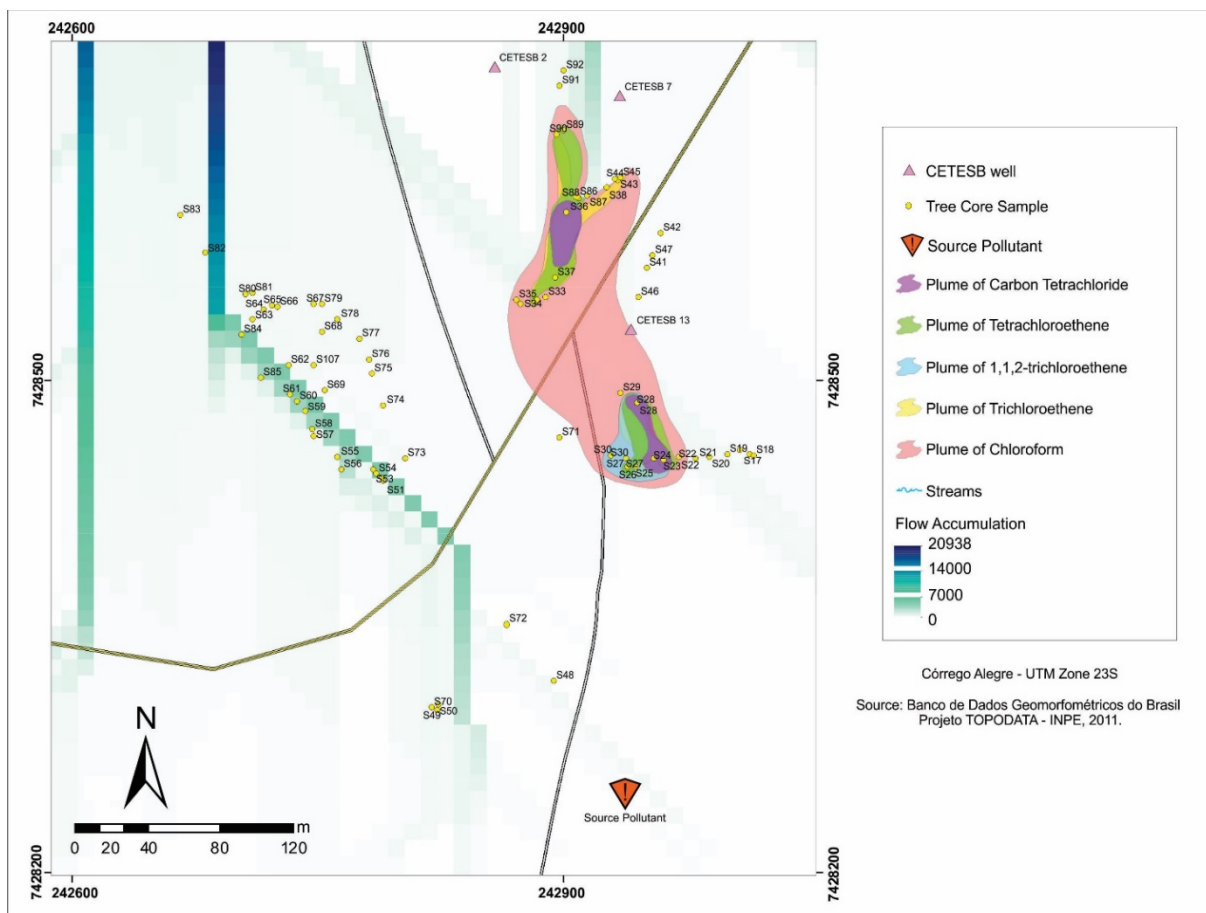 242600
242900
CETESB 2
S92
S91
CETESB 7
S90
S89
S44
S45
S43
S38
S88
S86
S87
S36
S83
S42
S82
S47
S41
S37
S80
S81
S35
S33
S46
S64
S65
S66
S67
S79
S34
S63
S78
CETESB 13
S84
S68
S77
S76
S62
S107
S75
S85
S69
S29
S61
S60
S74
S28
S28
S59
S58
S57
S71
S55
S73
S30
S30
S24
S22
S21
S19
S18
S56
S54
S27
S27
S23
S22
S20
S17
S53
S26
S25
S51
S72
S48
S70
S49
S50
Source Pollutant
7428500
7428500
7428200
7428200
N
m
0 20 40 80 120
242600
242900
CETESB well
Tree Core Sample
Source Pollutant
Plume of Carbon Tetrachloride
Plume of Tetrachloroethene
Plume of 1,1,2-trichloroethene
Plume of Trichloroethene
Plume of Chloroform
Streams
Flow Accumulation
20938
14000
7000
0
Córrego Alegre - UTM Zone 23S
Source: Banco de Dados Geomorfométricos do Brasil
Projeto TOPODATA - INPE, 2011.